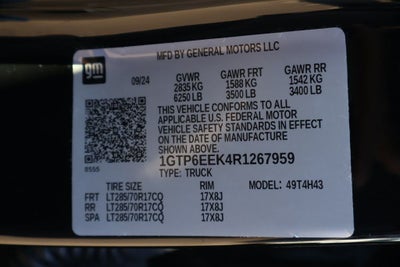 MFD BY GENERAL MOTORS LLC
gm
09/24 GVWR GAWR FRT GAWR RR
2835 KG 1588 KG 1542 KG
6250 LB 3500 LB 3400 LB
THIS VEHICLE CONFORMS TO ALL
APPLICABLE U.S. FEDERAL MOTOR
VEHICLE SAFETY STANDARDS IN EFFECT
ON THE DATE OF MANUFACTURE
SHOWN ABOVE.
1GTP6EEK4R1267959
8555 TYPE: TRUCK
TIRE SIZE RIM MODEL: 49T4H43
FRT LT285/70R17CQ 17X8J
RR LT285/70R17CQ 17X8J
SPA LT285/70R17CQ 17X8J